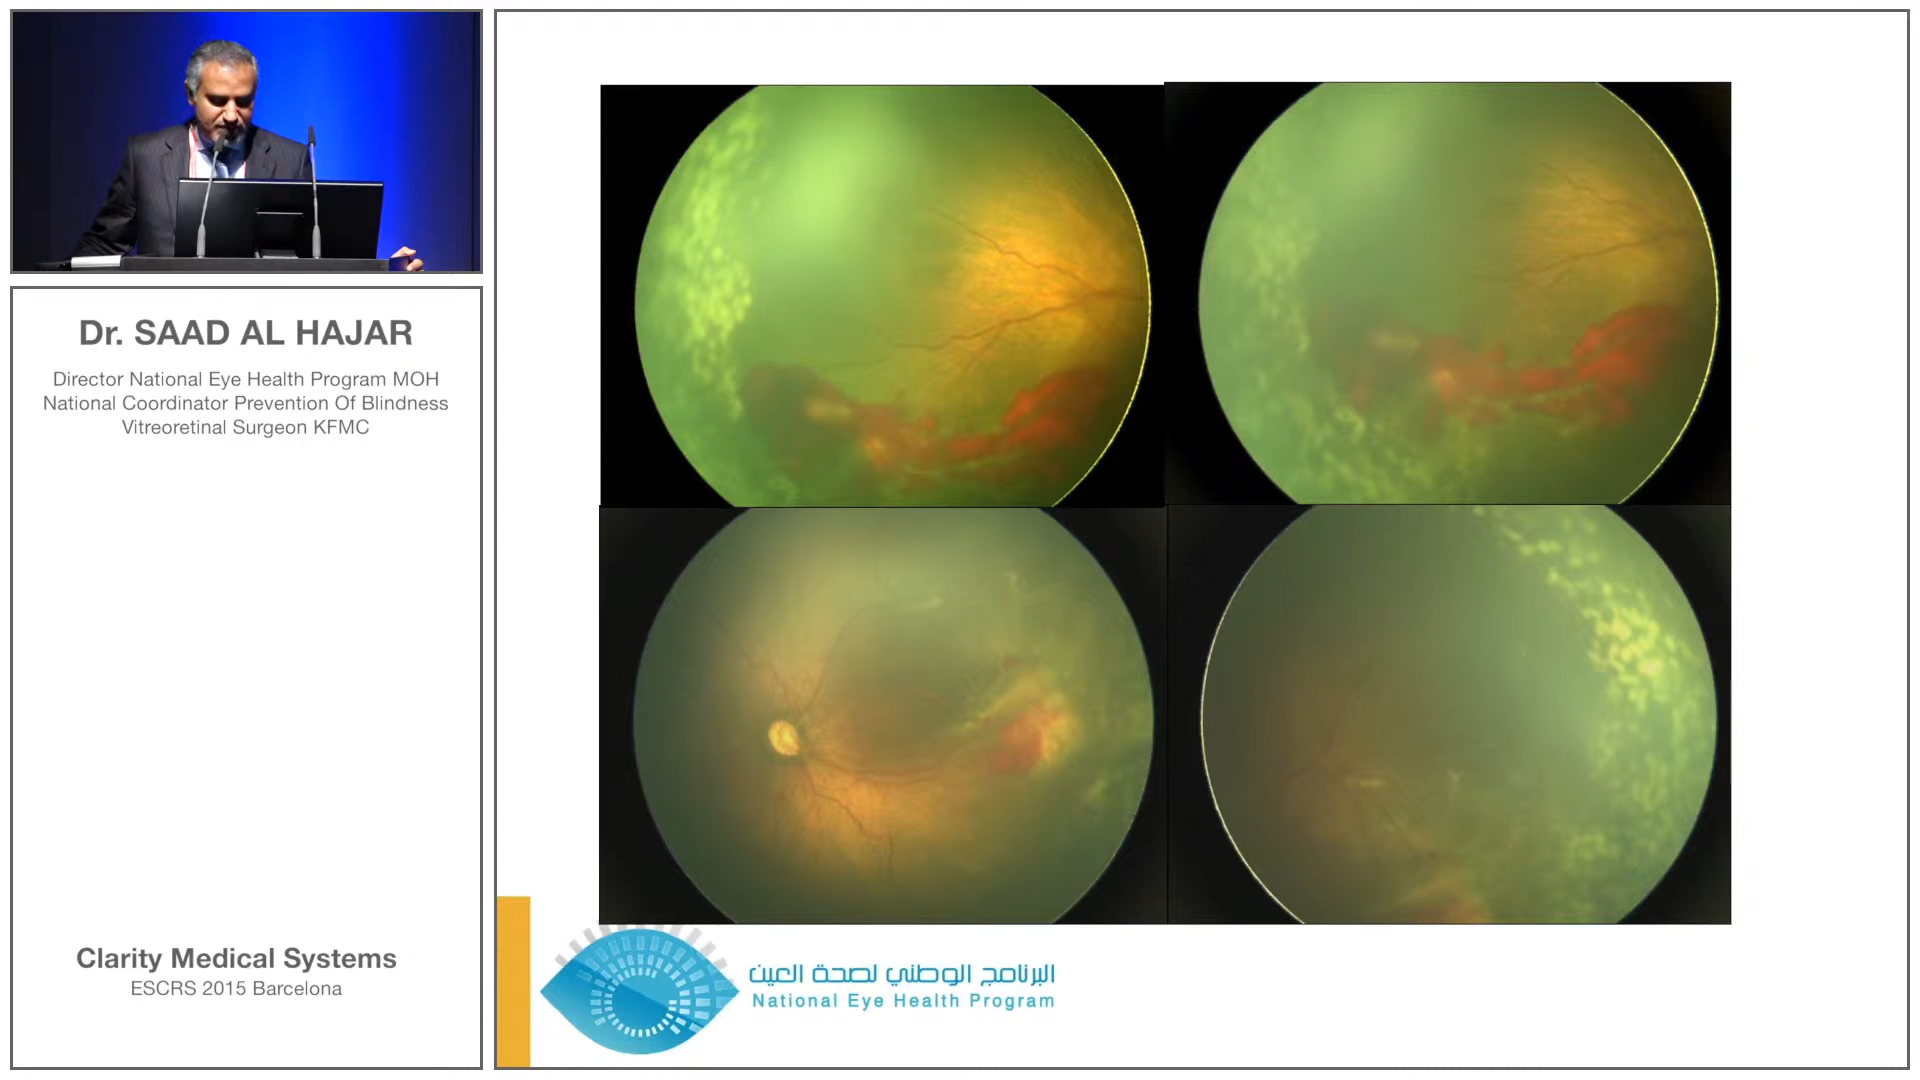 Dr. SAAD AL HAJAR
Director National Eye Health Program MOH
National Coordinator Prevention Of Blindness
Vitreoretinal Surgeon KFMC
Clarity Medical Systems
ESCRS 2015 Barcelona
البرنامج الوطني لصحة العين
National Eye Health Program